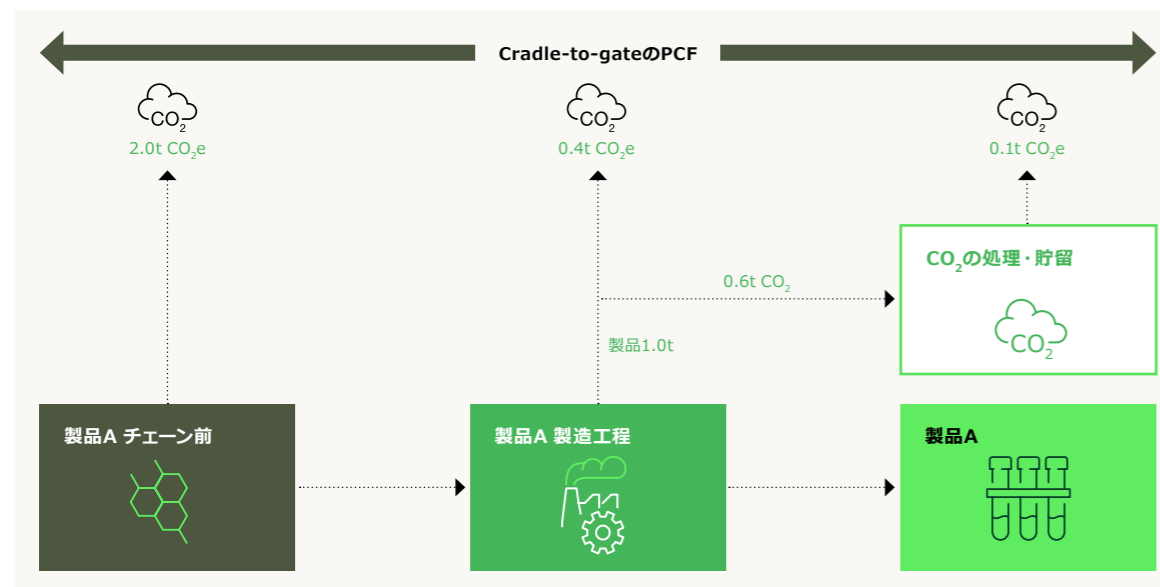 Cradle-to-gateのPCF
CO₂
2.0t CO₂e
CO₂
0.4t CO₂e
CO₂
0.1t CO₂e
CO₂の処理・貯留
CO₂
0.6t CO₂
製品1.0t
製品A チェーン前
製品A 製造工程
製品A